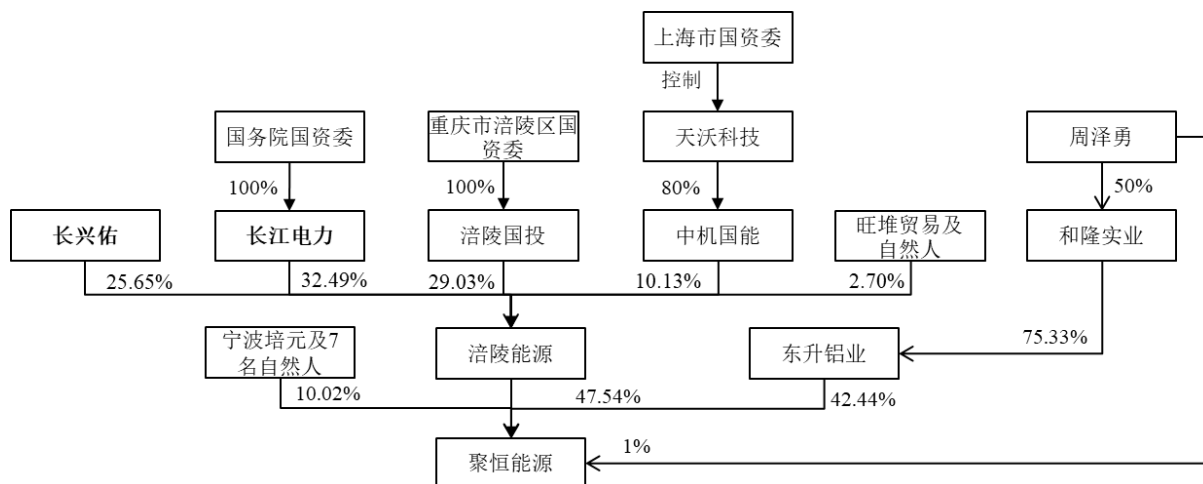 上海市国资委
控制
国务院国资委
重庆市涪陵区国
资委
天沃科技
周泽勇
100%
100%
80%
50%
长兴佑
长江电力
涪陵国投
中机国能
旺堆贸易及
自然人
和隆实业
25.65%
32.49%
29.03%
10.13%
2.70%
宁波培元及7
名自然人
涪陵能源
东升铝业
75.33%
10.02%
47.54%
42.44%
聚恒能源
1%